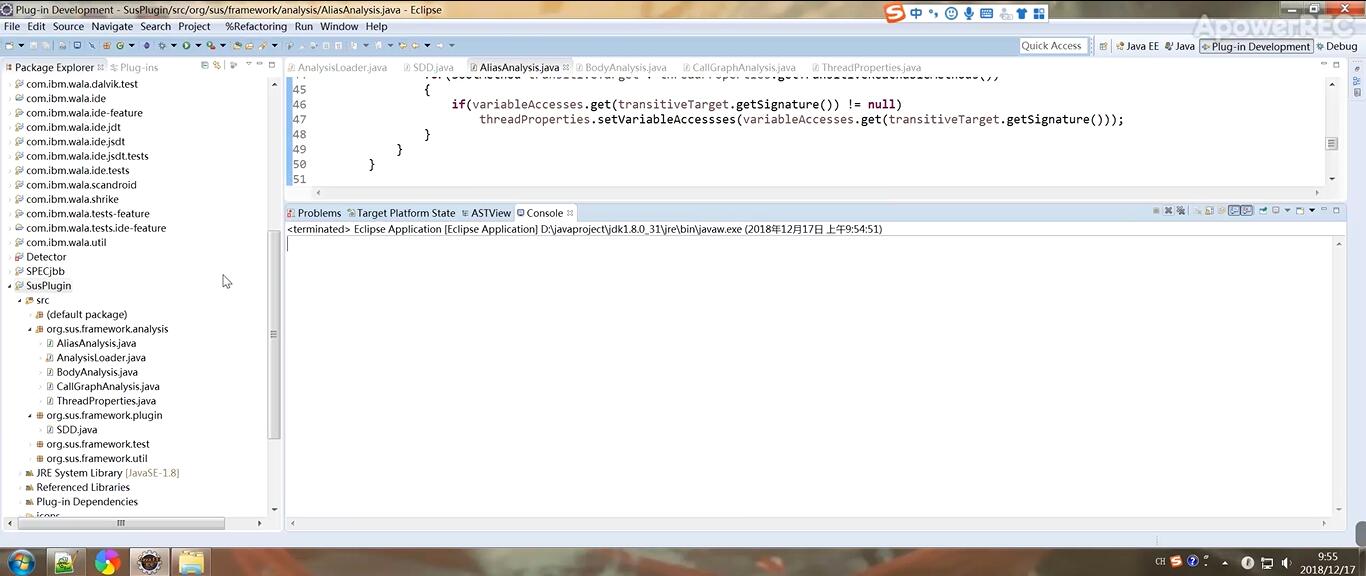 Plug-in Development - SusPlugin/src/org/sus/framework/analysis/AliasAnalysis.java - Eclipse
中
ApowerREC
File Edit Source Navigate Search Project %Refactoring Run Window Help
Quick Access
Java EE Java Plug-in Development Debug
Package Explorer Plug-ins
com.ibm.wala.dalvik.test
com.ibm.wala.ide
com.ibm.wala.ide-feature
com.ibm.wala.ide.jdt
com.ibm.wala.ide.jsdt
com.ibm.wala.ide.jsdt.tests
com.ibm.wala.ide.tests
com.ibm.wala.scandroid
com.ibm.wala.shrike
com.ibm.wala.tests-feature
com.ibm.wala.tests.ide-feature
com.ibm.wala.util
Detector
SPECjbb
SusPlugin
src
(default package)
org.sus.framework.analysis
AliasAnalysis.java
AnalysisLoader.java
BodyAnalysis.java
CallGraphAnalysis.java
ThreadProperties.java
org.sus.framework.plugin
SDD.java
org.sus.framework.test
org.sus.framework.util
JRE System Library [JavaSE-1.8]
Referenced Libraries
Plug-in Dependencies
icons
AnalysisLoader.java SDD.java AliasAnalysis.java BodyAnalysis.java CallGraphAnalysis.java ThreadProperties.java
45 {
46 if(variableAccesses.get(transitiveTarget.getSignature()) != null)
47 threadProperties.setVariableAccessses(variableAccesses.get(transitiveTarget.getSignature()));
48 }
49 }
50 }
51
Problems Target Platform State ASTView Console
<terminated> Eclipse Application [Eclipse Application] D:\javaproject\jdk1.8.0_31\jre\bin\javaw.exe (2018年12月17日 上午9:54:51)
CH
9:55
2018/12/17